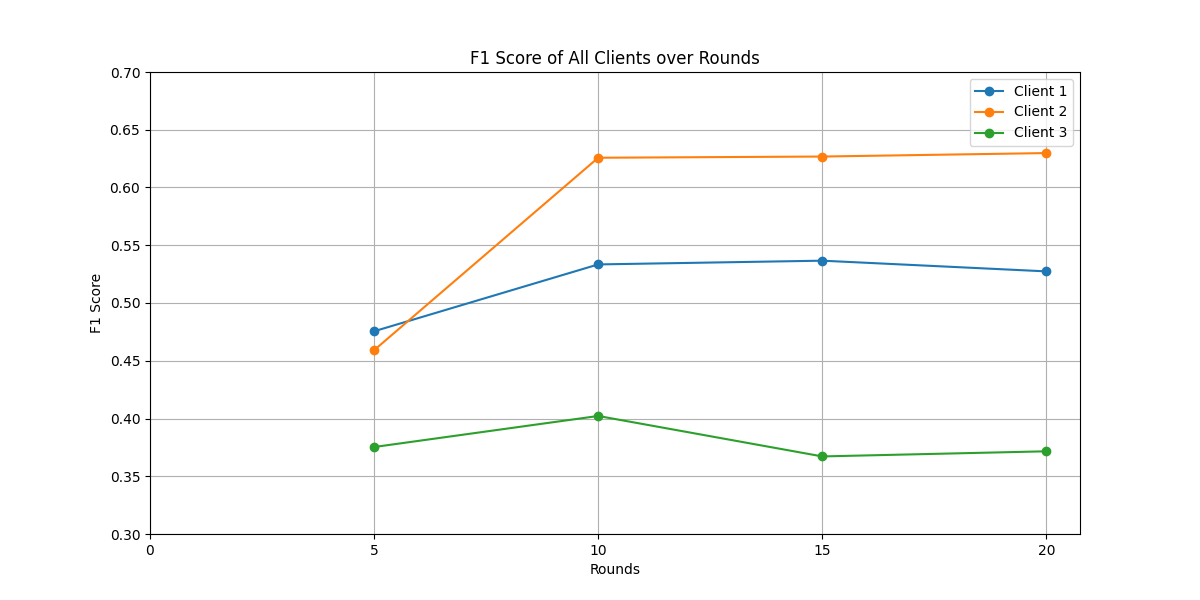 F1 Score of All Clients over Rounds
0.70
0.65
0.60
0.55
0.50
0.45
0.40
0.35
0.30
F1 Score
Client 1
Client 2
Client 3
0 5 10 15 20
Rounds